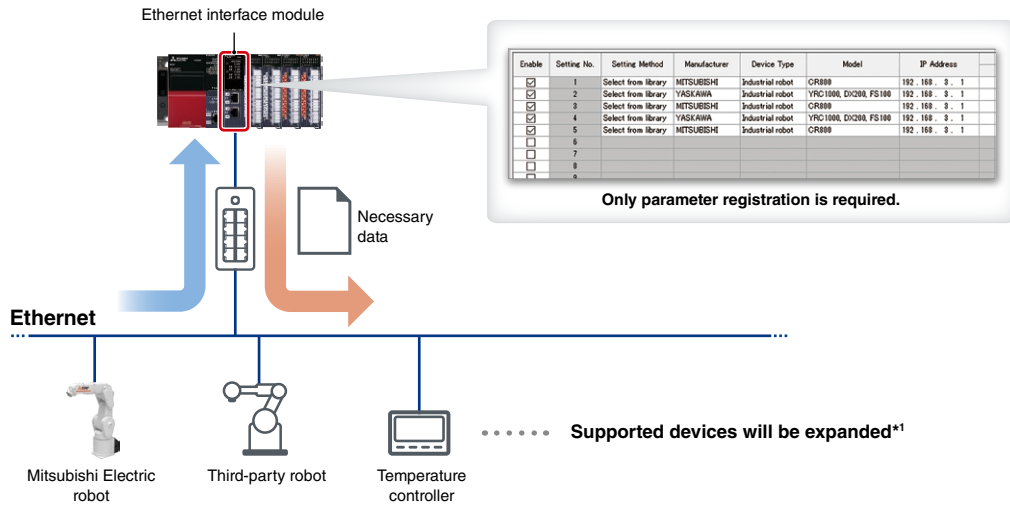 Ethernet interface module
Enable Setting No. Setting Method Manufacturer Device Type Model IP Address
1 Select from library MITSUBISHI Industrial robot CR800 192 . 168 . 3 . 1
2 Select from library YASKAWA Industrial robot YRC1000, DX200, FS100 192 . 168 . 3 . 1
3 Select from library MITSUBISHI Industrial robot CR800 192 . 168 . 3 . 1
4 Select from library YASKAWA Industrial robot YRC1000, DX200, FS100 192 . 168 . 3 . 1
5 Select from library MITSUBISHI Industrial robot CR800 192 . 168 . 3 . 1
6
7
8
9
Only parameter registration is required.
Necessary
data
Ethernet
Supported devices will be expanded*1
Mitsubishi Electric
robot
Third-party robot
Temperature
controller